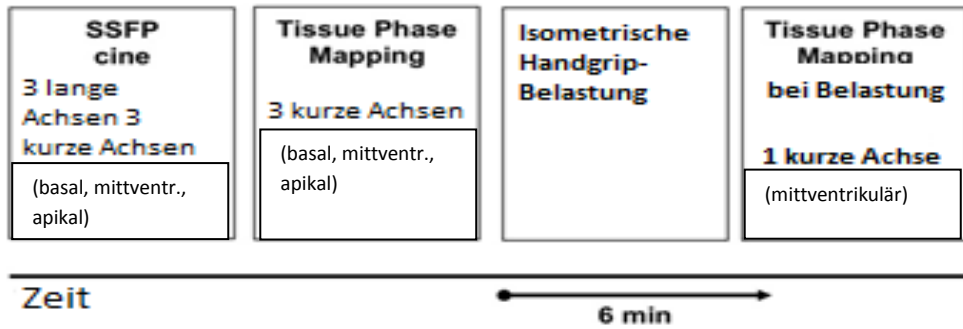 SSFP
cine
3 lange
Achsen 3
kurze Achsen
(basal, mittventr.,
apikal)
Tissue Phase
Mapping
3 kurze Achsen
(basal, mittventr.,
apikal)
Isometrische
Handgrip-
Belastung
Tissue Phase
Mapping
bei Belastung
1 kurze Achse
(mittventrikulär)
Zeit
6 min